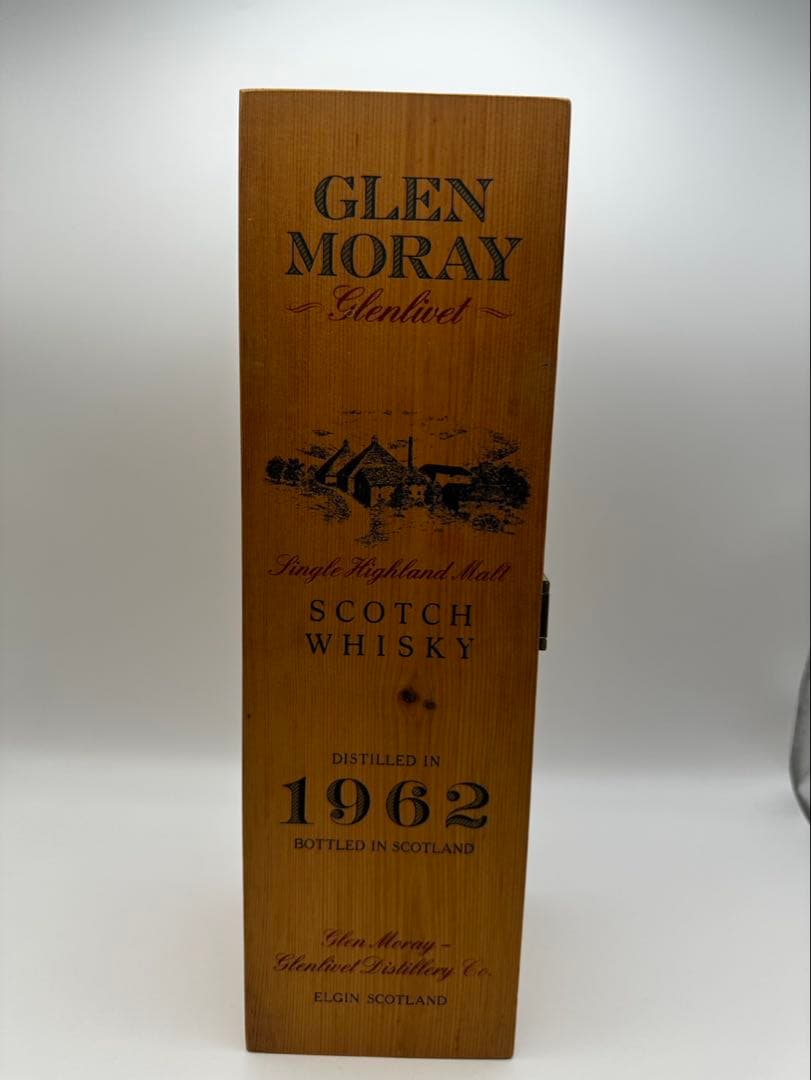 GLEN
MORAY
Glenlivet
Single Highland Malt
SCOTCH
WHISKY
DISTILLED IN
1962
BOTTLED IN SCOTLAND
Glen Moray –
Glenlivet Distillery Co.
ELGIN SCOTLAND